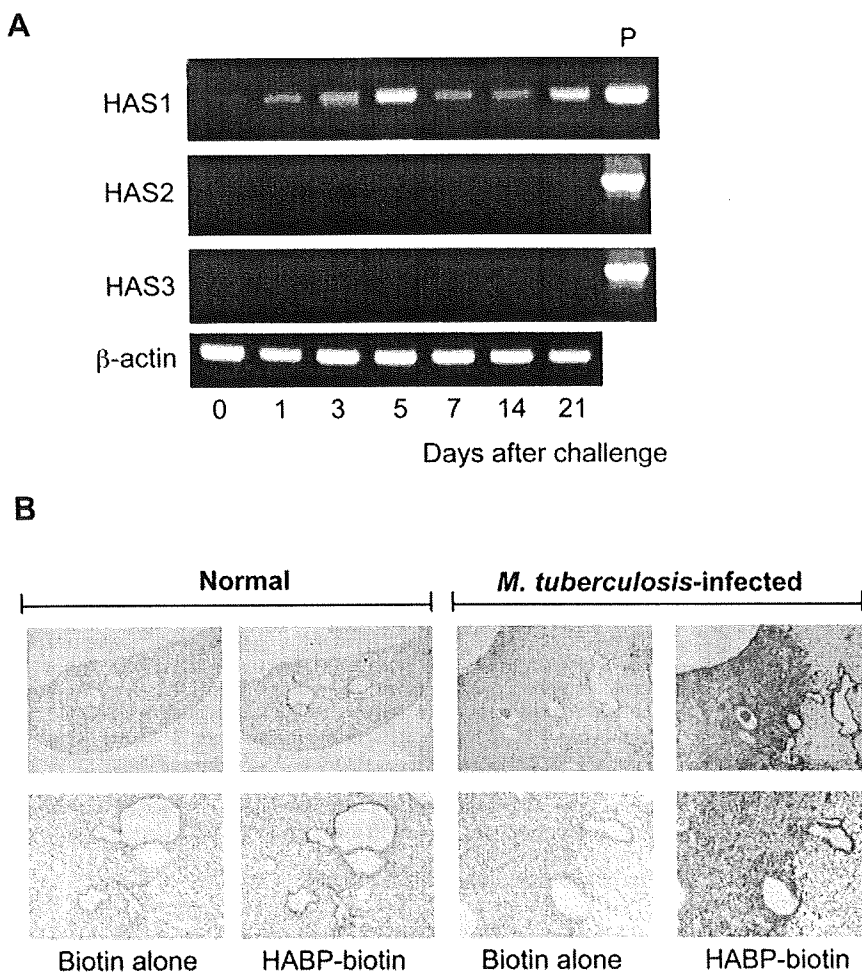 A
P
HAS1
HAS2
HAS3
β-actin
0 1 3 5 7 14 21
Days after challenge
B
Normal M. tuberculosis-infected
Biotin alone HABP-biotin Biotin alone HABP-biotin